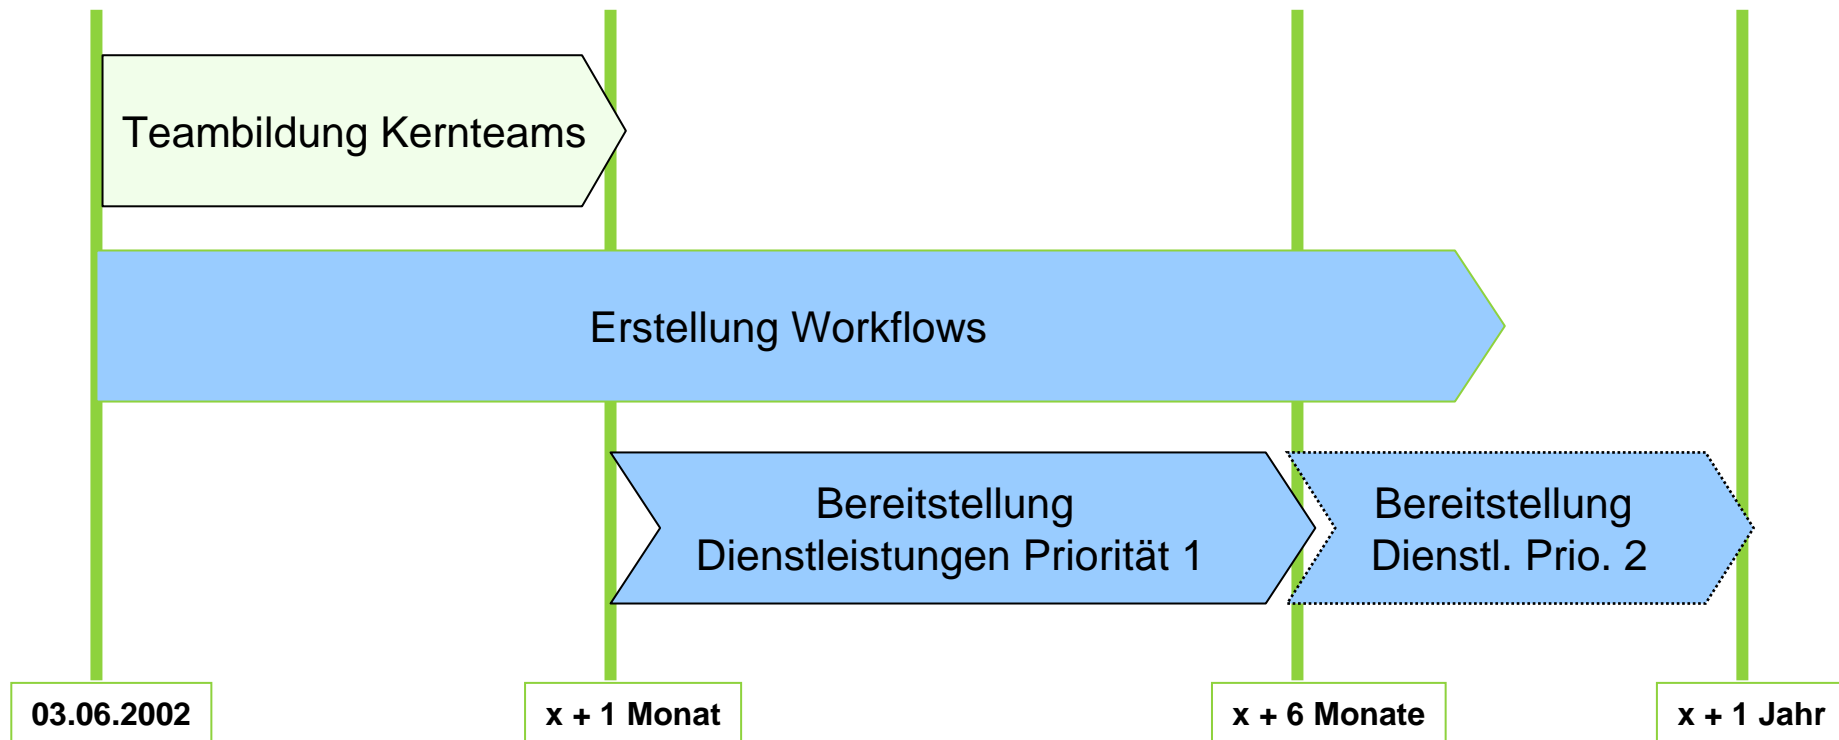 Teambildung Kernteams
Erstellung Workflows
Bereitstellung
Dienstleistungen Priorität 1
Bereitstellung
Dienstl. Prio. 2
03.06.2002
x + 1 Monat
x + 6 Monate
x + 1 Jahr